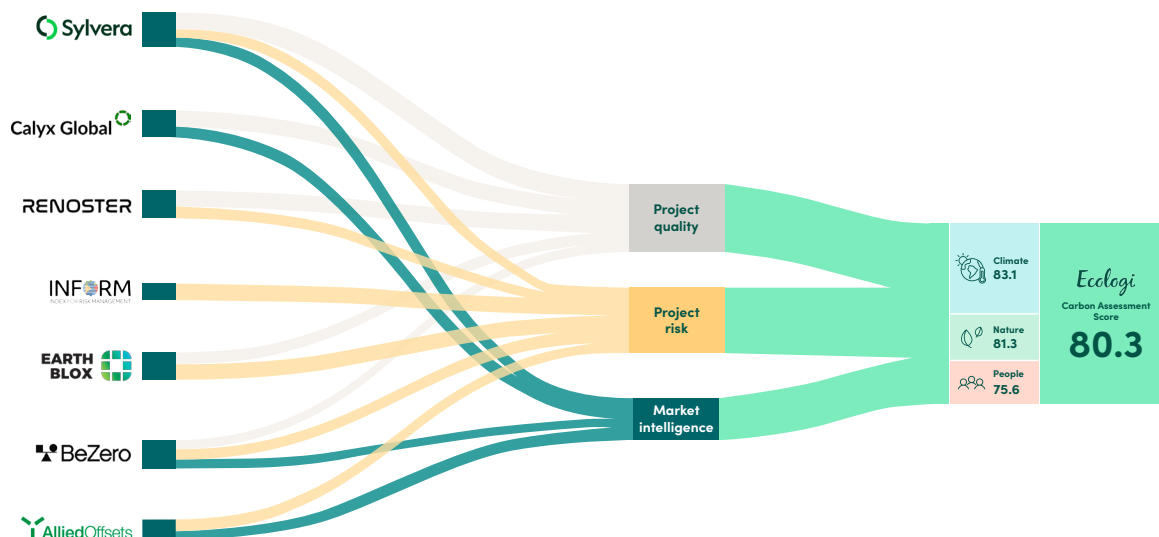 Sylvera
Calyx Global
RENOSTER
INFORM
INDEX FOR RISK MANAGEMENT
EARTH
BLOX
BeZero
AlliedOffsets
Project
quality
Project
risk
Market
intelligence
Climate
83.1
Nature
81.3
People
75.6
Ecologi
Carbon Assessment
Score
80.3